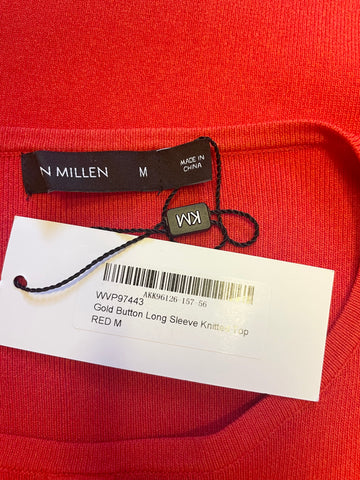 N MILLEN M MADE IN
CHINA
KM
AKK96126-157-56
WVP97443
Gold Button Long Sleeve Knitted Top
RED M